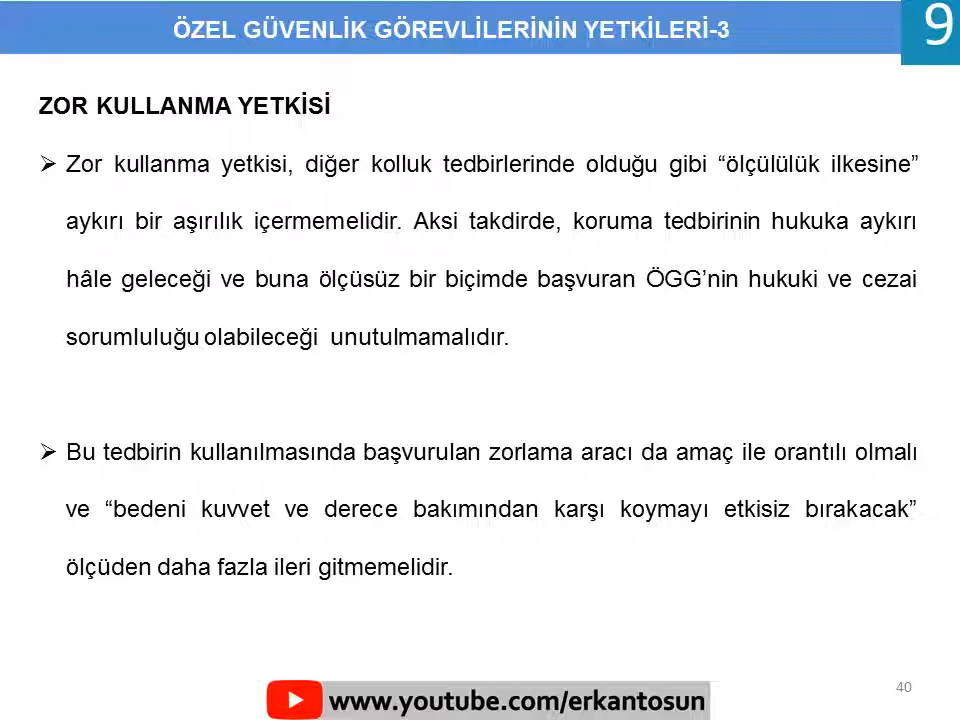 ÖZEL GÜVENLİK GÖREVLİLERİNİN YETKİLERİ-3
9
ZOR KULLANMA YETKİSİ
➢ Zor kullanma yetkisi, diğer kolluk tedbirlerinde olduğu gibi “ölçülülük ilkesine”
aykırı bir aşırılık içermemelidir. Aksi takdirde, koruma tedbirinin hukuka aykırı
hâle geleceği ve buna ölçüsüz bir biçimde başvuran ÖGG’nin hukuki ve cezai
sorumluluğu olabileceği unutulmamalıdır.
➢ Bu tedbirin kullanılmasında başvurulan zorlama aracı da amaç ile orantılı olmalı
ve “bedeni kuvvet ve derece bakımından karşı koymayı etkisiz bırakacak”
ölçüden daha fazla ileri gitmemelidir.
40
www.youtube.com/erkantosun